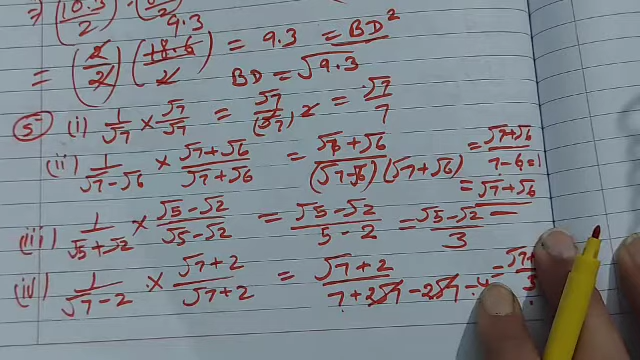 ⇒ (18.3/2)
= (2/2) (18.6/2) = 9.3 = BD²
BD = √9.3
5 (i) 1/√7 × √7/√7 = √7/(√7)² = √7/7
(ii) 1/(√7-√6) × (√7+√6)/(√7+√6) = (√7+√6)/((√7-√6)(√7+√6)) = (√7+√6)/(7-6=1)
= √7+√6
(iii) 1/(√5+√2) × (√5-√2)/(√5-√2) = (√5-√2)/(5-2) = (√5-√2)/3
(iv) 1/(√7-2) × (√7+2)/(√7+2) = (√7+2)/(7+2√7-2√7-4) = √7+/3